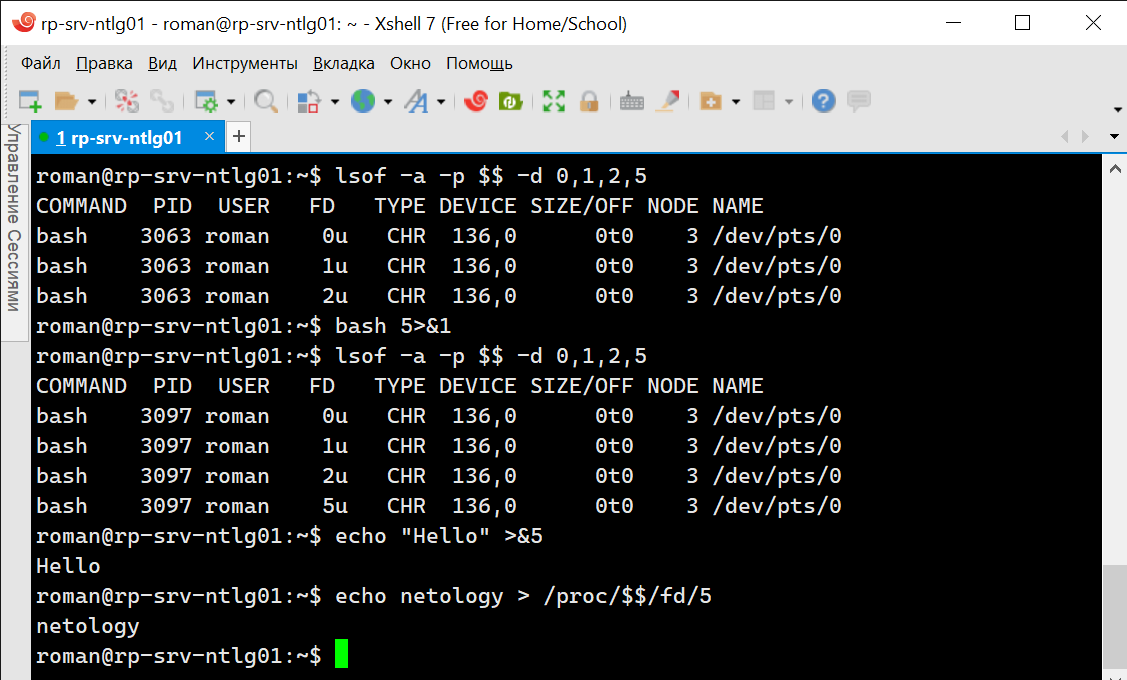 rp-srv-ntlg01 - roman@rp-srv-ntlg01: ~ - Xshell 7 (Free for Home/School)
Файл Правка Вид Инструменты Вкладка Окно Помощь
1 rp-srv-ntlg01 × +
Управление Сессиями
roman@rp-srv-ntlg01:~$ lsof -a -p $$ -d 0,1,2,5
COMMAND  PID  USER   FD   TYPE DEVICE SIZE/OFF NODE NAME
bash    3063 roman    0u   CHR  136,0      0t0    3 /dev/pts/0
bash    3063 roman    1u   CHR  136,0      0t0    3 /dev/pts/0
bash    3063 roman    2u   CHR  136,0      0t0    3 /dev/pts/0
roman@rp-srv-ntlg01:~$ bash 5>&1
roman@rp-srv-ntlg01:~$ lsof -a -p $$ -d 0,1,2,5
COMMAND  PID  USER   FD   TYPE DEVICE SIZE/OFF NODE NAME
bash    3097 roman    0u   CHR  136,0      0t0    3 /dev/pts/0
bash    3097 roman    1u   CHR  136,0      0t0    3 /dev/pts/0
bash    3097 roman    2u   CHR  136,0      0t0    3 /dev/pts/0
bash    3097 roman    5u   CHR  136,0      0t0    3 /dev/pts/0
roman@rp-srv-ntlg01:~$ echo "Hello" >&5
Hello
roman@rp-srv-ntlg01:~$ echo netology > /proc/$$/fd/5
netology
roman@rp-srv-ntlg01:~$